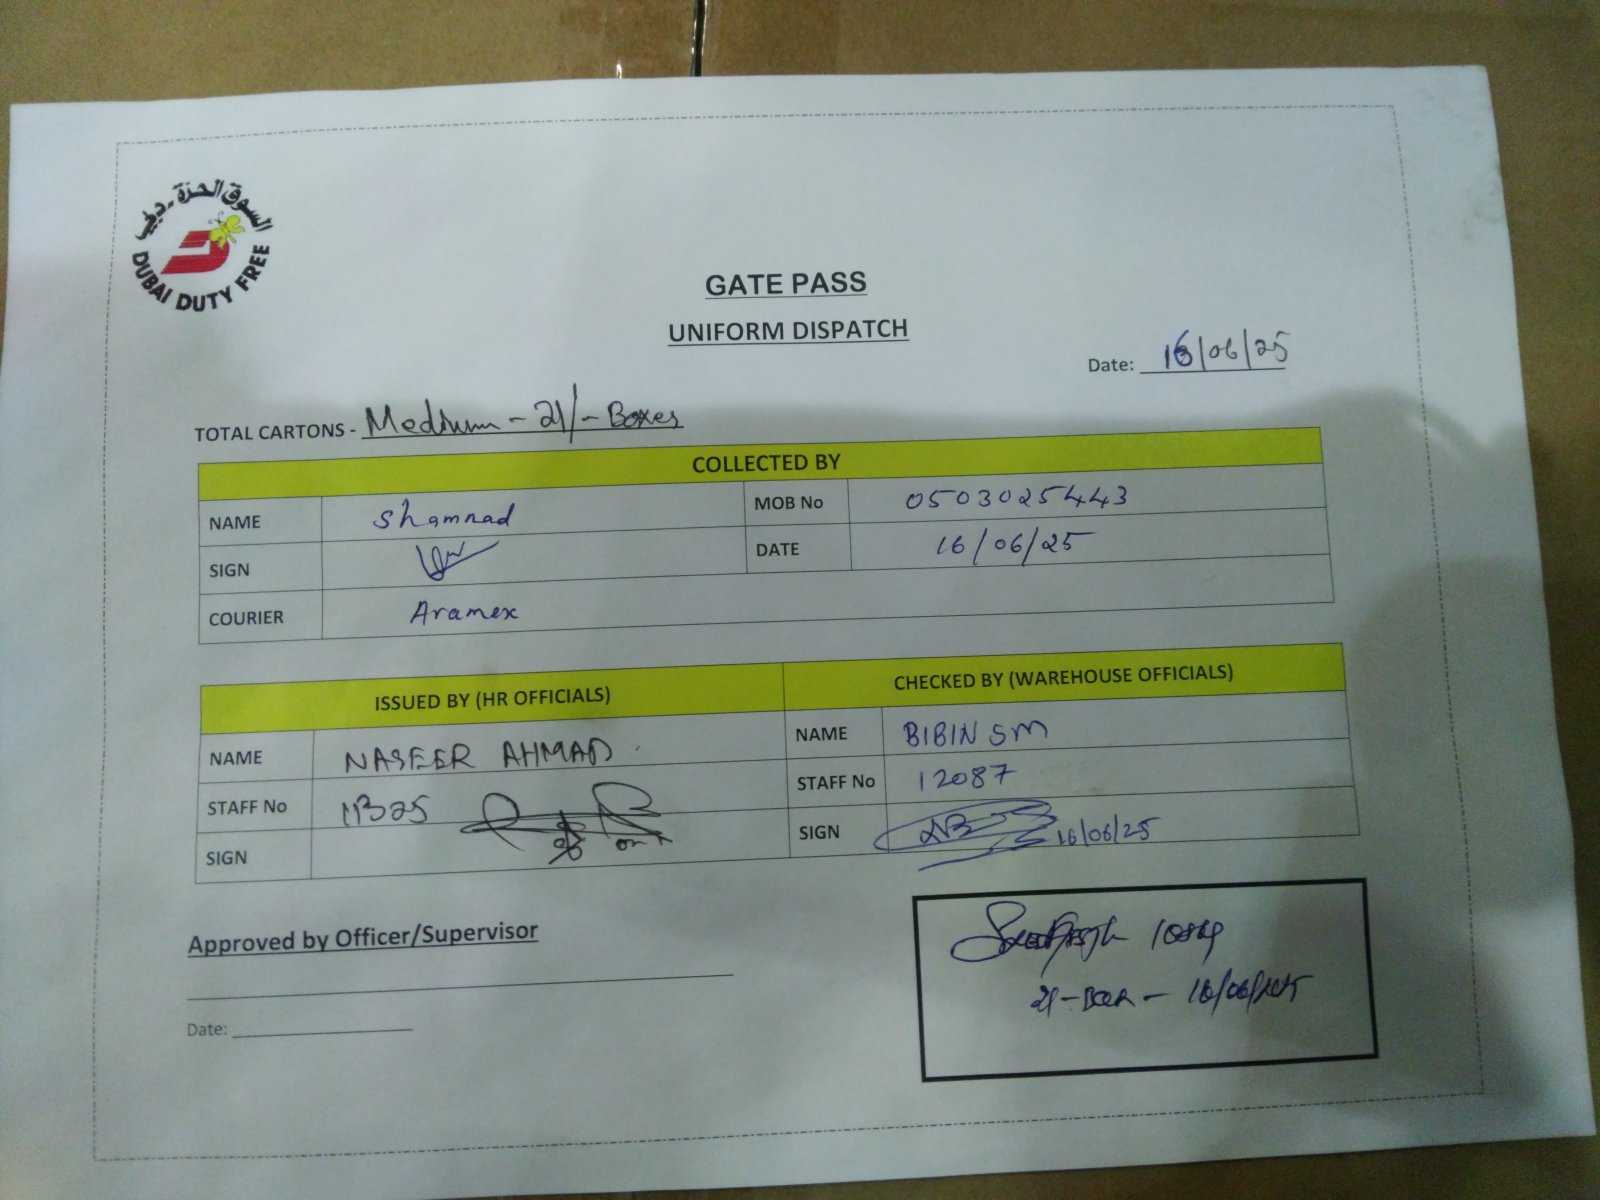 السوق الحرة - دبي
DUBAI DUTY FREE
GATE PASS
UNIFORM DISPATCH
Date: 16/06/25
TOTAL CARTONS - Medium - 21/- Boxes
COLLECTED BY
NAME Shamnad MOB No 0503025443
SIGN DATE 16/06/25
COURIER Aramex
ISSUED BY (HR OFFICIALS) CHECKED BY (WAREHOUSE OFFICIALS)
NAME NASEER AHMAD NAME BIBIN SM
STAFF No 11325 STAFF No 12087
SIGN SIGN 16/06/25
Approved by Officer/Supervisor
Date:
21 - Box - 16/06/2025